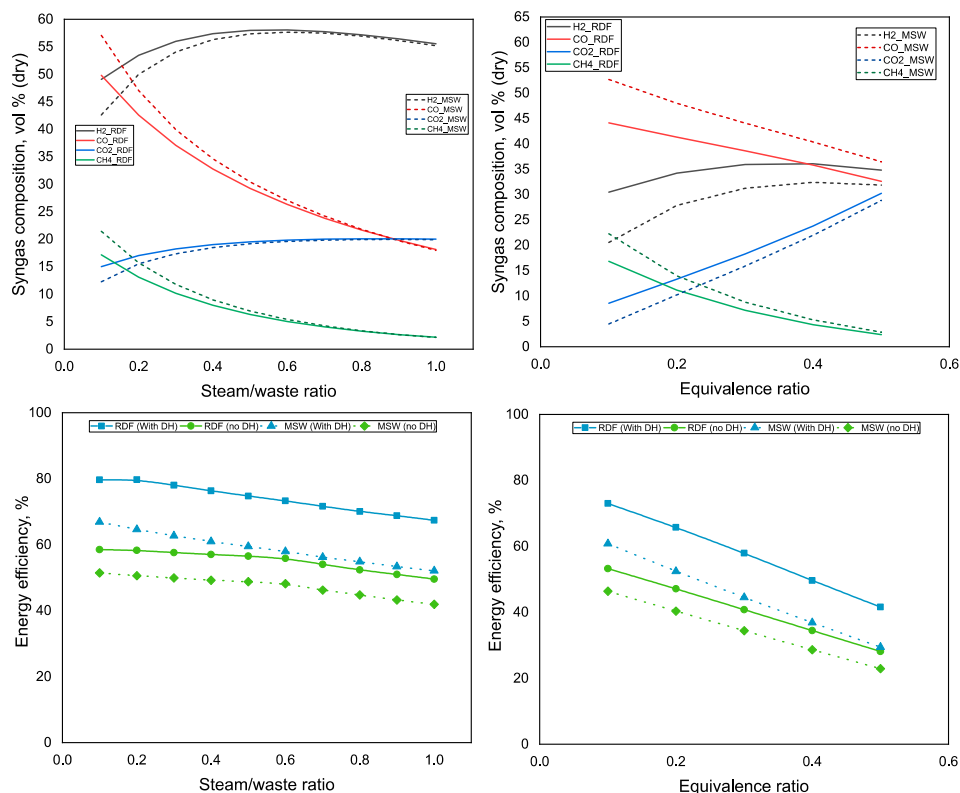 Syngas composition, vol % (dry)
60
55
50
45
40
35
30
25
20
15
10
5
0
H2_RDF
CO_RDF
CO2_RDF
CH4_RDF
H2_MSW
CO_MSW
CO2_MSW
CH4_MSW
0.0 0.2 0.4 0.6 0.8 1.0
Steam/waste ratio
Syngas composition, vol % (dry)
65
60
55
50
45
40
35
30
25
20
15
10
5
0
H2_RDF
CO_RDF
CO2_RDF
CH4_RDF
H2_MSW
CO_MSW
CO2_MSW
CH4_MSW
0.0 0.2 0.4 0.6
Equivalence ratio
Energy efficiency, %
100
80
60
40
20
0
RDF (With DH) RDF (no DH) MSW (With DH) MSW (no DH)
0.0 0.2 0.4 0.6 0.8 1.0
Steam/waste ratio
Energy efficiency, %
100
80
60
40
20
0
RDF (With DH) RDF (no DH) MSW (With DH) MSW (no DH)
0.0 0.2 0.4 0.6
Equivalence ratio